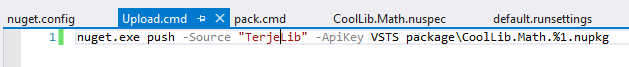 nuget.config Upload.cmd pack.cmd CoolLib.Math.nuspec default.runsettings
1 nuget.exe push -Source "TerjeLib" -ApiKey VSTS package\CoolLib.Math.%1.nupkg